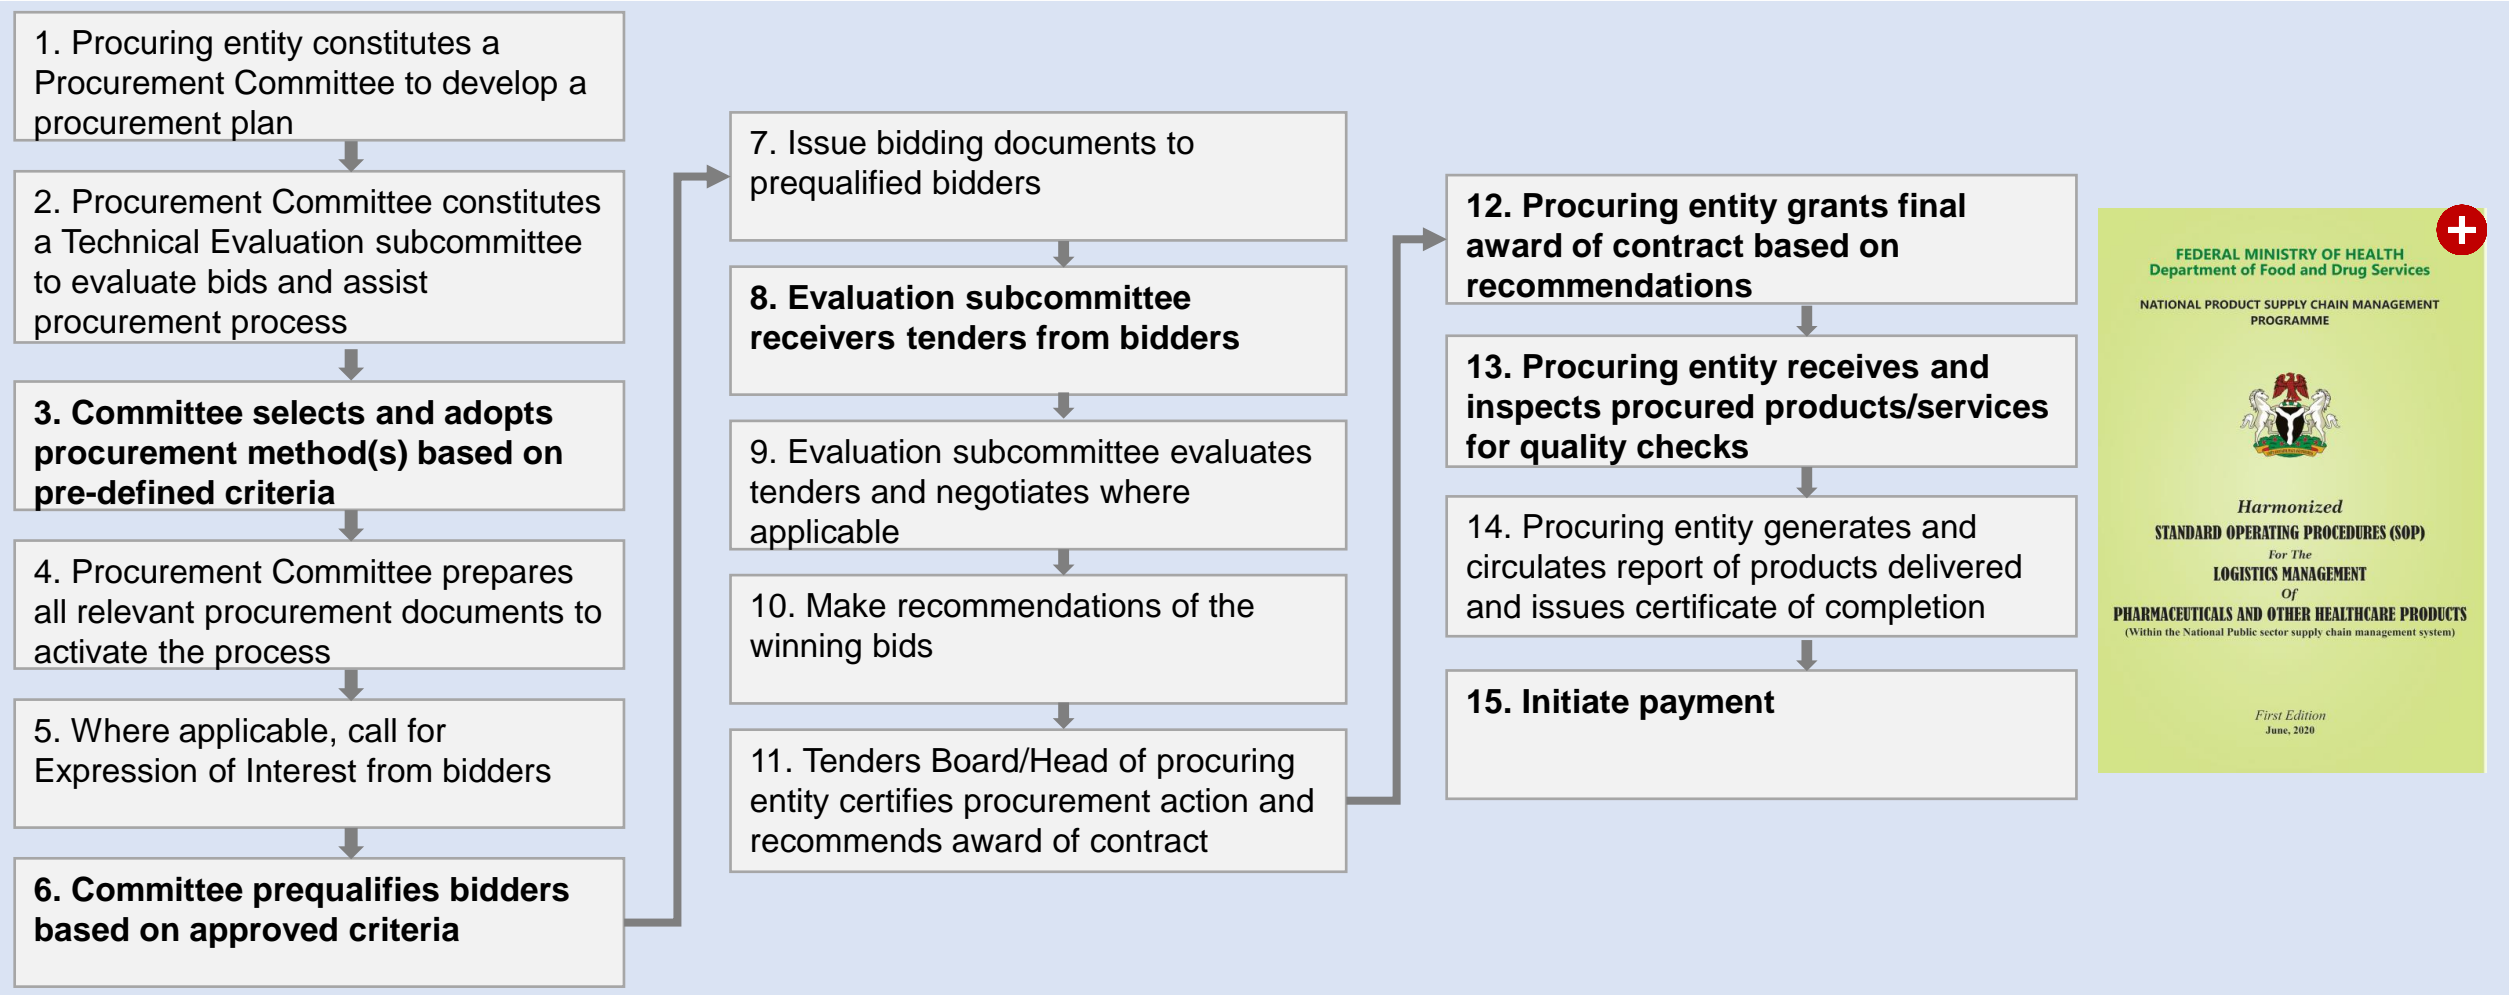 1. Procuring entity constitutes a
Procurement Committee to develop a
procurement plan
2. Procurement Committee constitutes
a Technical Evaluation subcommittee
to evaluate bids and assist
procurement process
3. Committee selects and adopts
procurement method(s) based on
pre-defined criteria
4. Procurement Committee prepares
all relevant procurement documents to
activate the process
5. Where applicable, call for
Expression of Interest from bidders
6. Committee prequalifies bidders
based on approved criteria
7. Issue bidding documents to
prequalified bidders
8. Evaluation subcommittee
receivers tenders from bidders
9. Evaluation subcommittee evaluates
tenders and negotiates where
applicable
10. Make recommendations of the
winning bids
11. Tenders Board/Head of procuring
entity certifies procurement action and
recommends award of contract
12. Procuring entity grants final
award of contract based on
recommendations
13. Procuring entity receives and
inspects procured products/services
for quality checks
14. Procuring entity generates and
circulates report of products delivered
and issues certificate of completion
15. Initiate payment
FEDERAL MINISTRY OF HEALTH
Department of Food and Drug Services
NATIONAL PRODUCT SUPPLY CHAIN MANAGEMENT
PROGRAMME
Harmonized
STANDARD OPERATING PROCEDURES (SOP)
For The
LOGISTICS MANAGEMENT
Of
PHARMACEUTICALS AND OTHER HEALTHCARE PRODUCTS
(Within the National Public sector supply chain management system)
First Edition
June, 2020